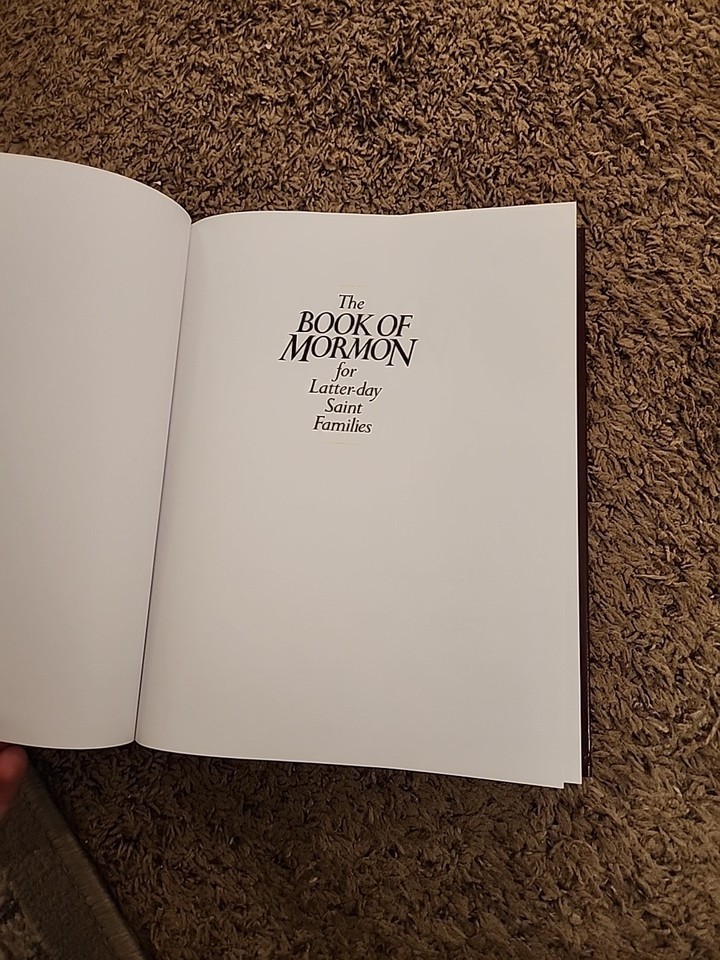 The
BOOK OF
MORMON
for
Latter-day
Saint
Families